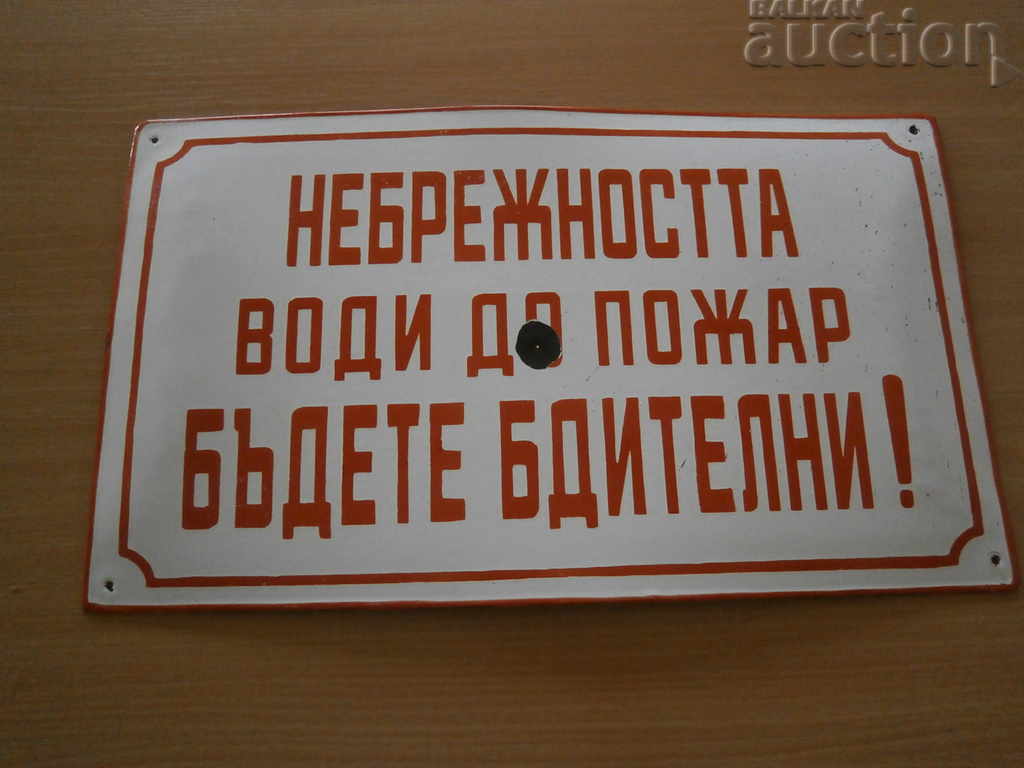 BALKAN
auction
НЕБРЕЖНОСТТА
ВОДИ ДО ПОЖАР
БЪДЕТЕ БДИТЕЛНИ!